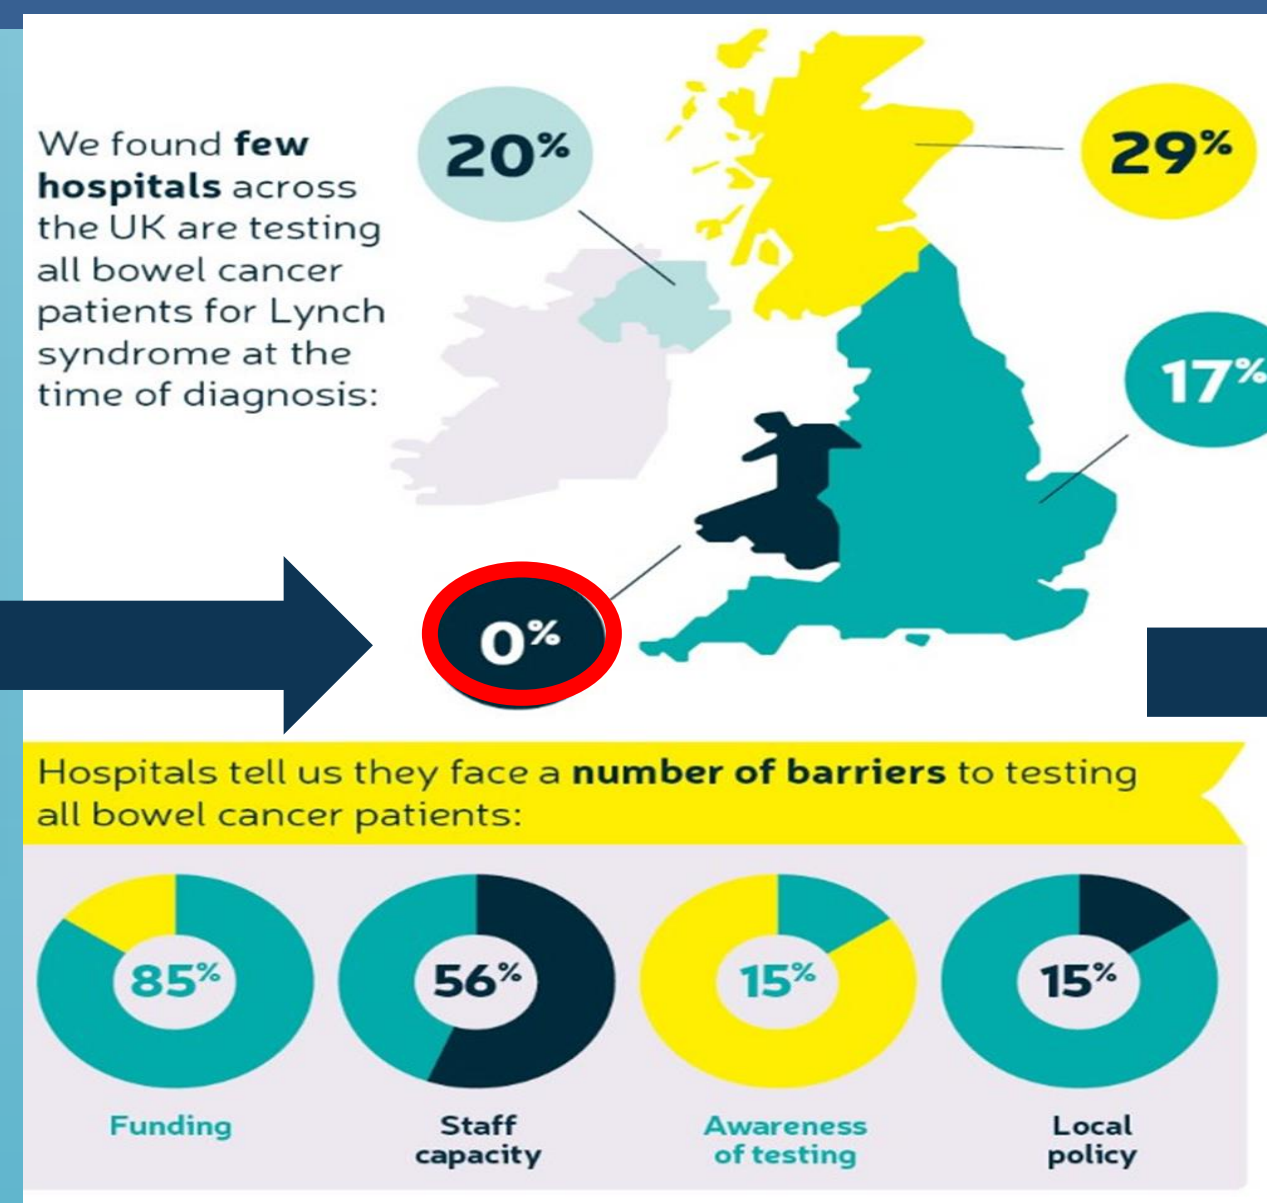 We found few
hospitals across
the UK are testing
all bowel cancer
patients for Lynch
syndrome at the
time of diagnosis:
20%
29%
17%
0%
Hospitals tell us they face a number of barriers to testing
all bowel cancer patients:
85%
Funding
56%
Staff
capacity
15%
Awareness
of testing
15%
Local
policy